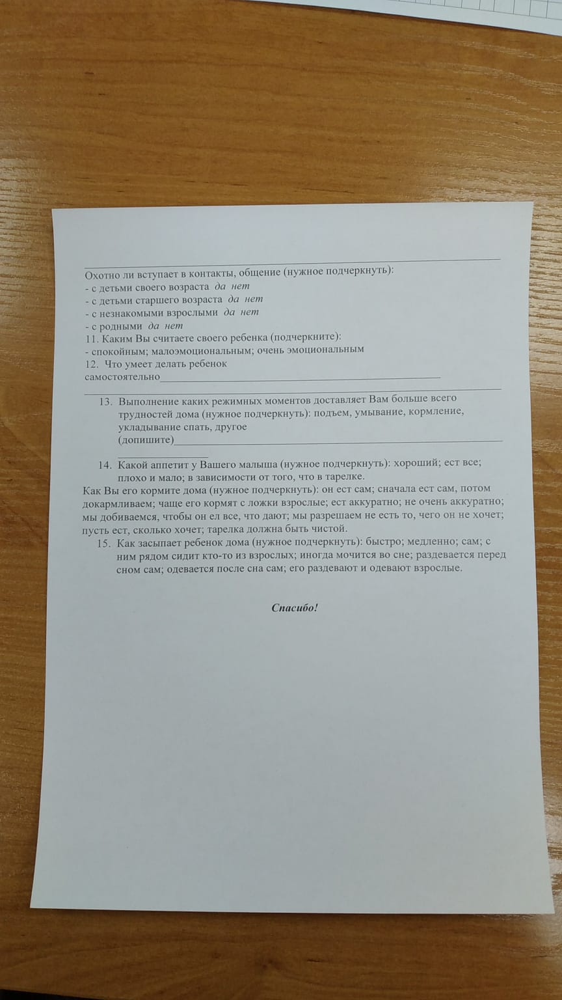 Охотно ли вступает в контакты, общение (нужное подчеркнуть):
- с детьми своего возраста да нет
- с детьми старшего возраста да нет
- с незнакомыми взрослыми да нет
- с родными да нет
11. Каким Вы считаете своего ребенка (подчеркните):
- спокойным; малоэмоциональным; очень эмоциональным
12. Что умеет делать ребенок
самостоятельно
13. Выполнение каких режимных моментов доставляет Вам больше всего
трудностей дома (нужное подчеркнуть): подъем, умывание, кормление,
укладывание спать, другое
(допишите)
14. Какой аппетит у Вашего малыша (нужное подчеркнуть): хороший; ест все;
плохо и мало; в зависимости от того, что в тарелке.
Как Вы его кормите дома (нужное подчеркнуть): он ест сам; сначала ест сам, потом
докармливаем; чаще его кормят с ложки взрослые; ест аккуратно; не очень аккуратно;
мы добиваемся, чтобы он ел все, что дают; мы разрешаем не есть то, чего он не хочет;
пусть ест, сколько хочет; тарелка должна быть чистой.
15. Как засыпает ребенок дома (нужное подчеркнуть): быстро; медленно; сам; с
ним рядом сидит кто-то из взрослых; иногда мочится во сне; раздевается перед
сном сам; одевается после сна сам; его раздевают и одевают взрослые.
Спасибо!